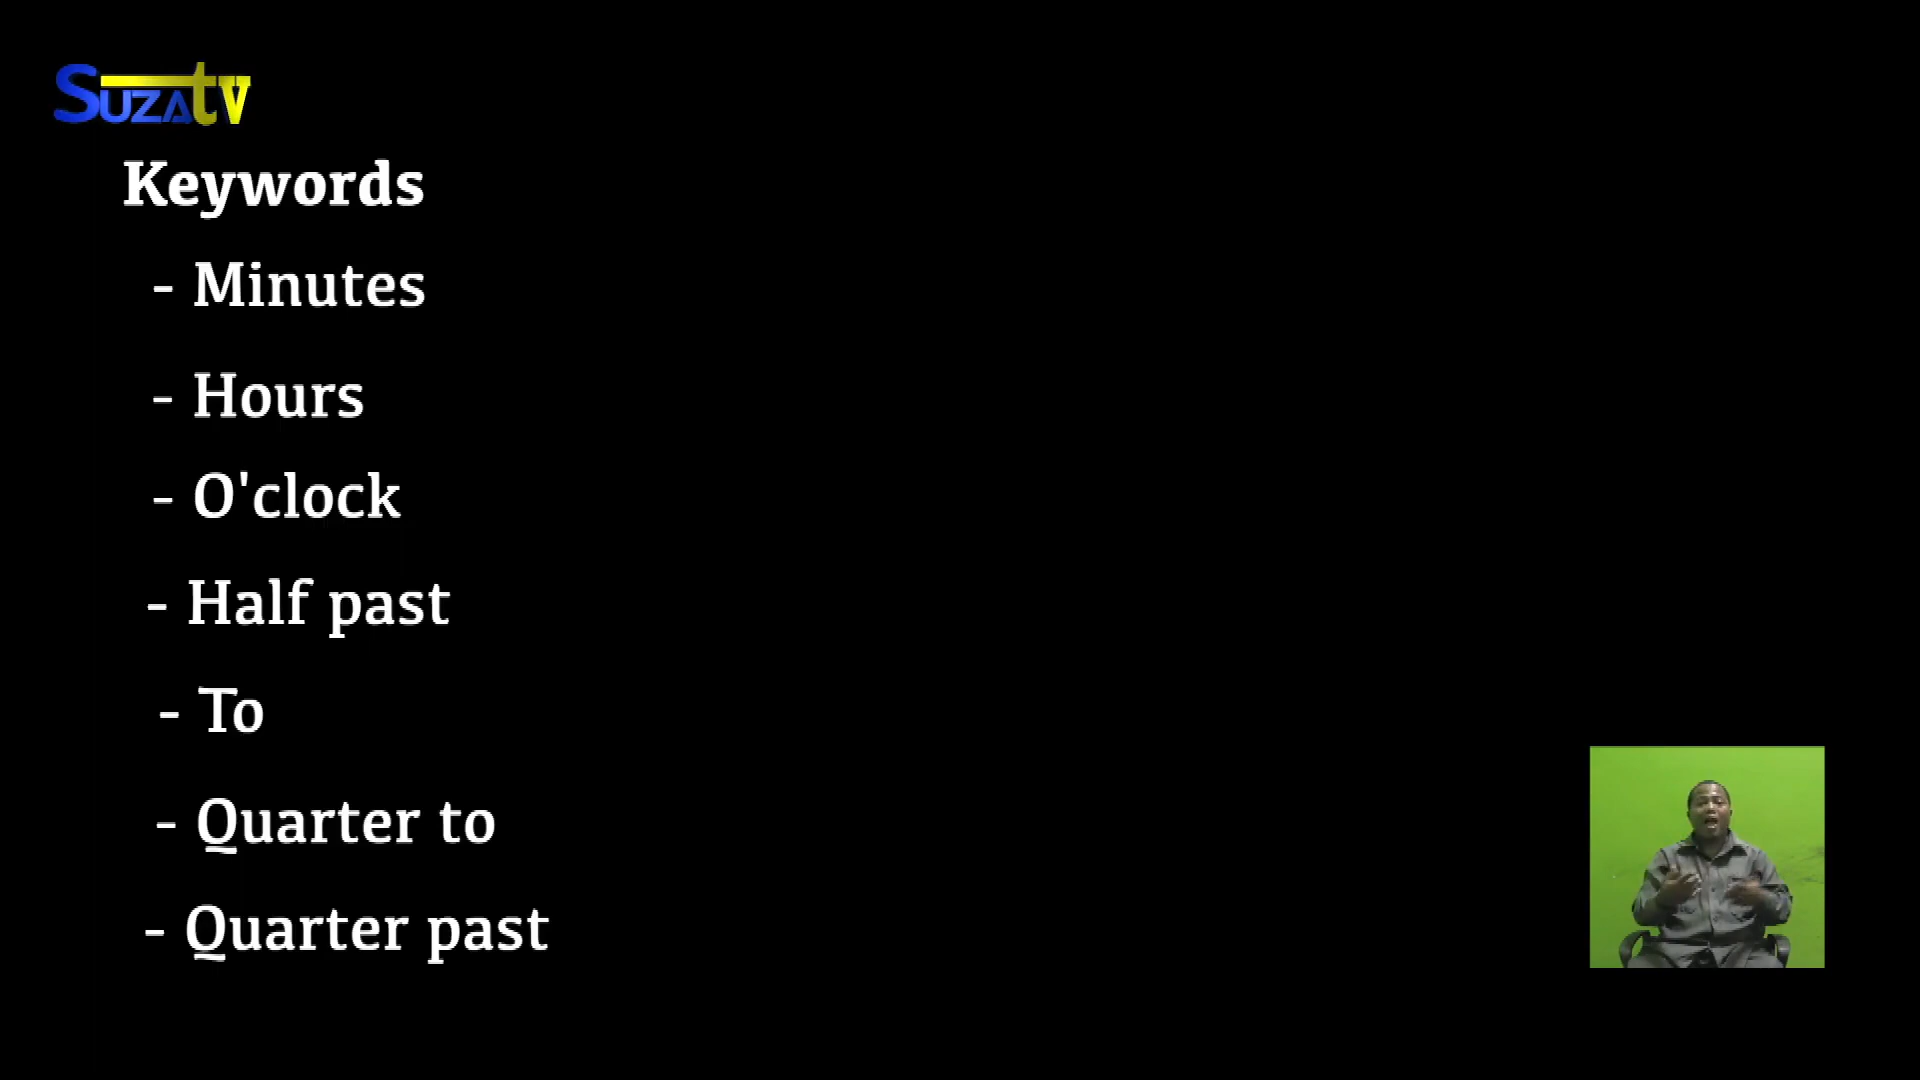 SUZAtv
Keywords
- Minutes
- Hours
- O'clock
- Half past
- To
- Quarter to
- Quarter past